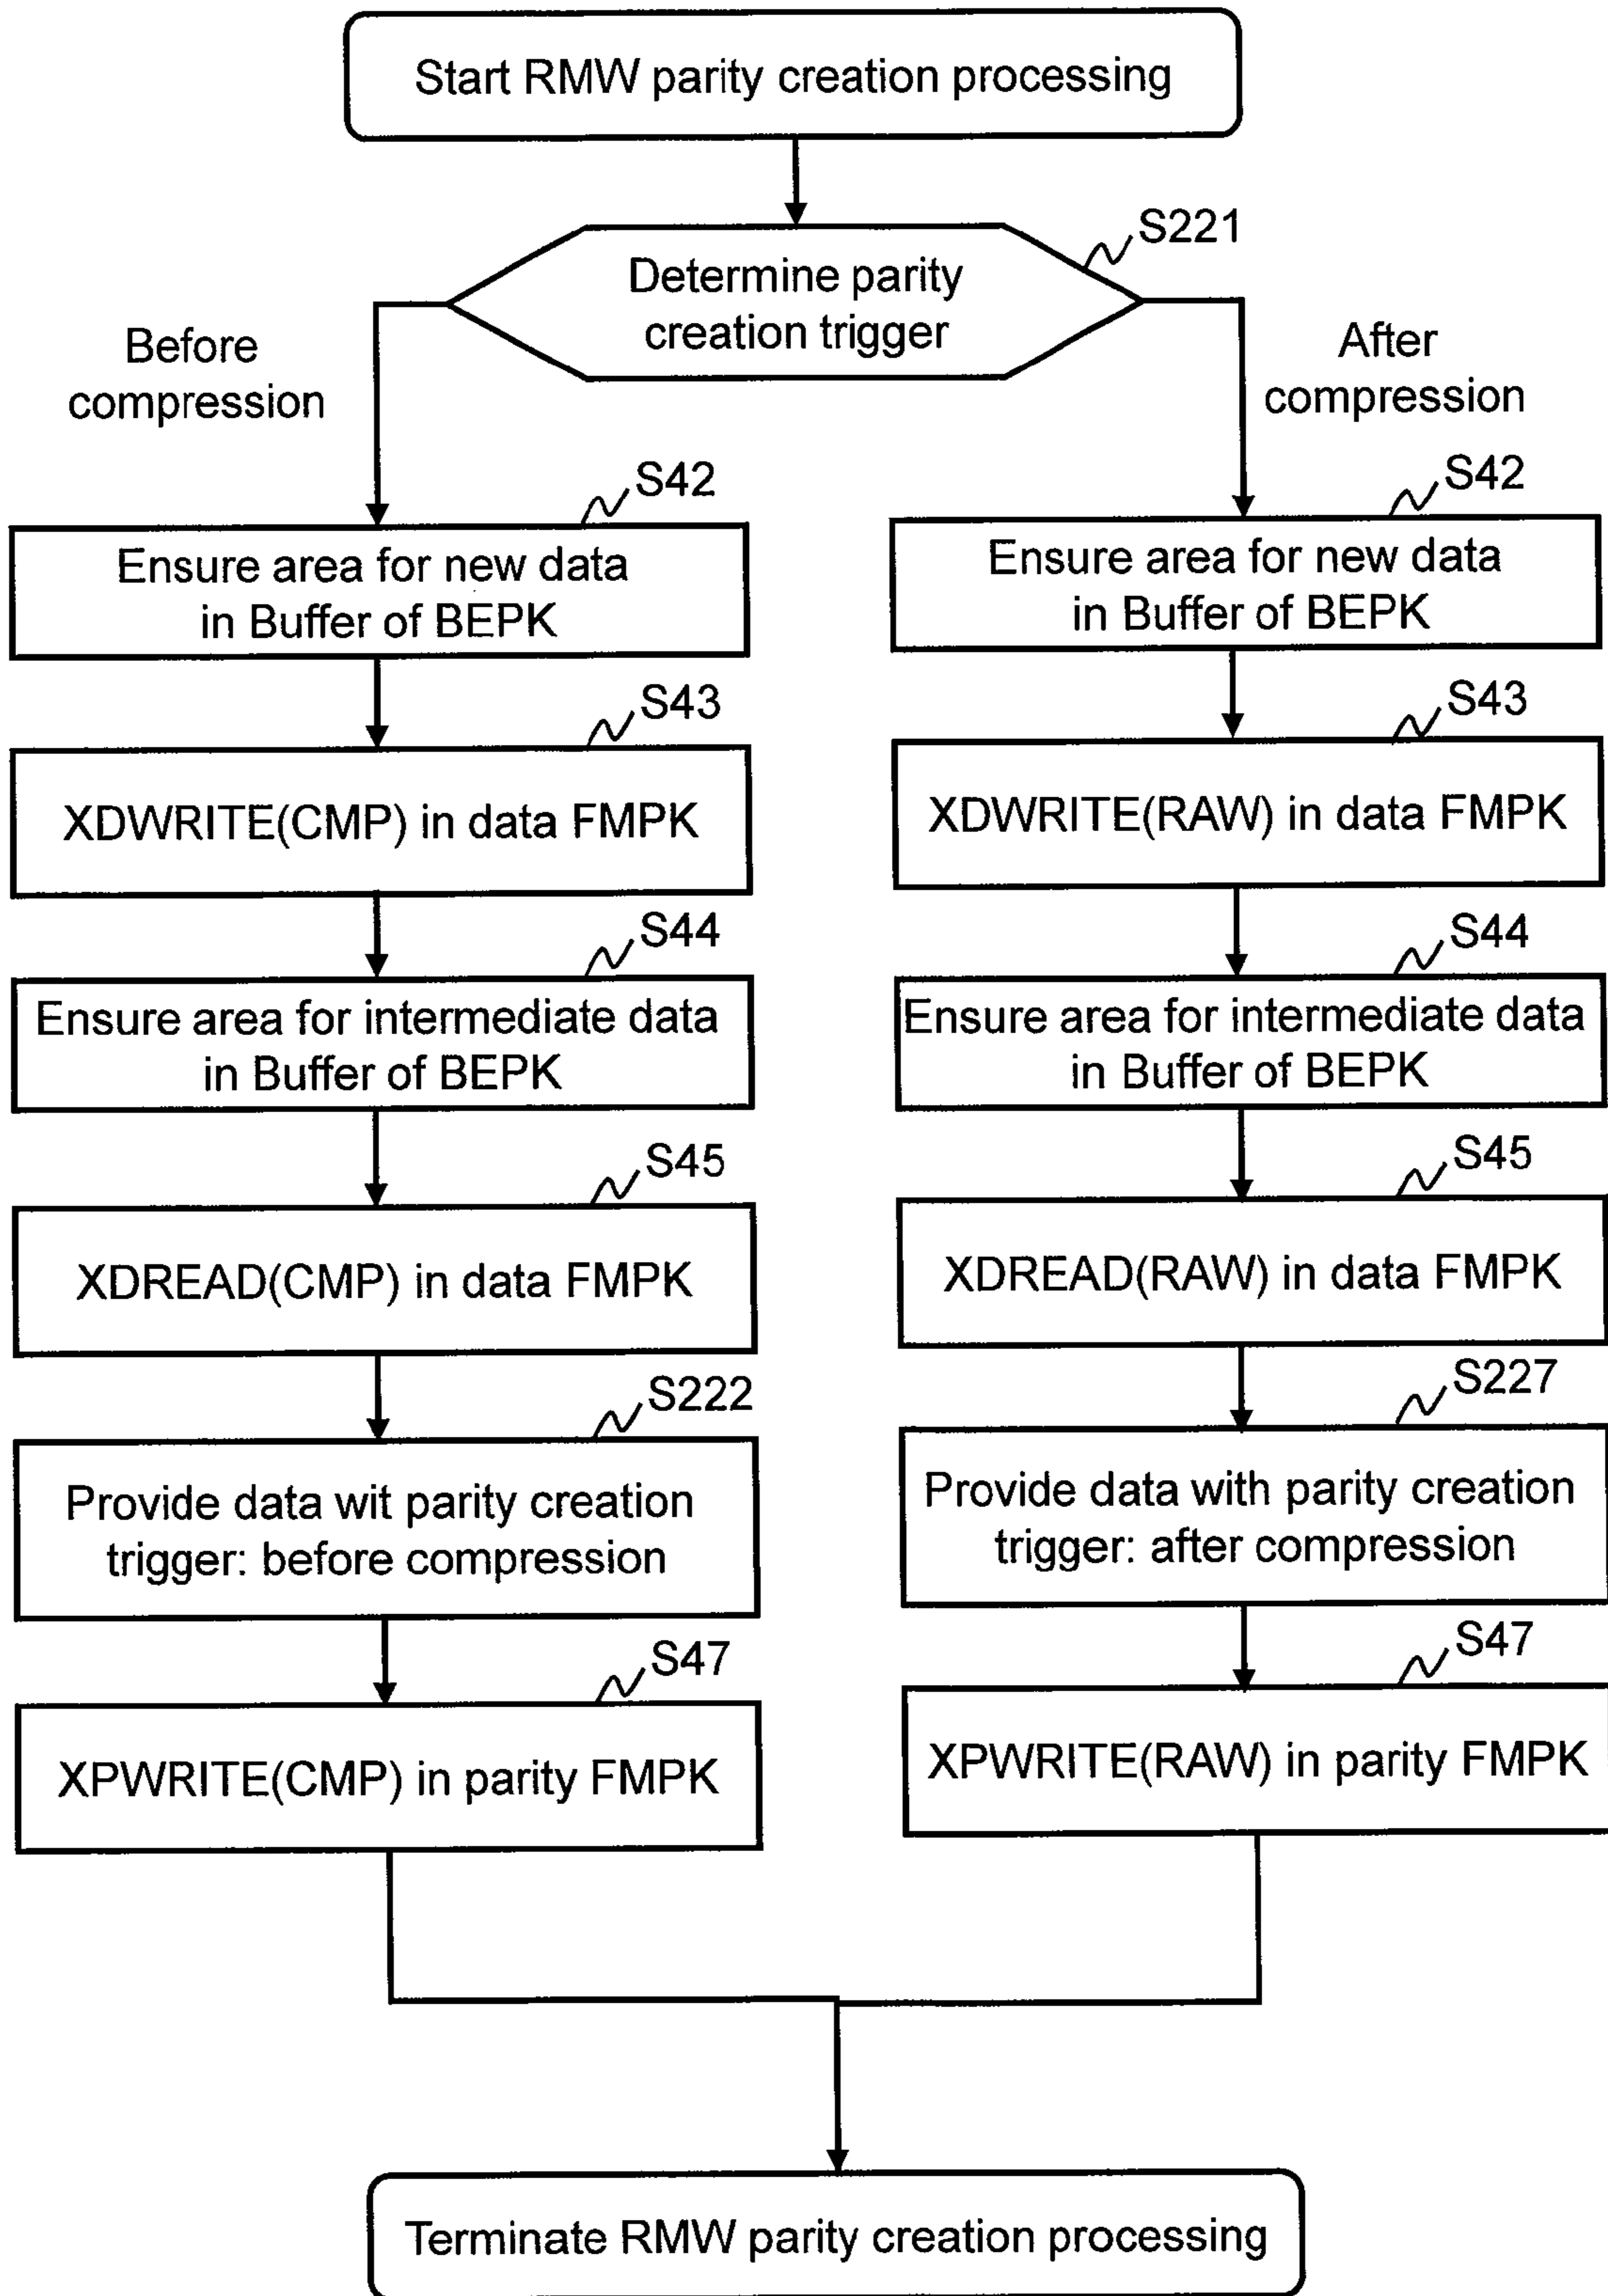 Start RMW parity creation processing
S221
Determine parity
creation trigger
Before
compression
After
compression
S42
Ensure area for new data
in Buffer of BEPK
S43
XDWRITE(CMP) in data FMPK
S44
Ensure area for intermediate data
in Buffer of BEPK
S45
XDREAD(CMP) in data FMPK
S222
Provide data wit parity creation
trigger: before compression
S47
XPWRITE(CMP) in parity FMPK
S42
Ensure area for new data
in Buffer of BEPK
S43
XDWRITE(RAW) in data FMPK
S44
Ensure area for intermediate data
in Buffer of BEPK
S45
XDREAD(RAW) in data FMPK
S227
Provide data with parity creation
trigger: after compression
S47
XPWRITE(RAW) in parity FMPK
Terminate RMW parity creation processing